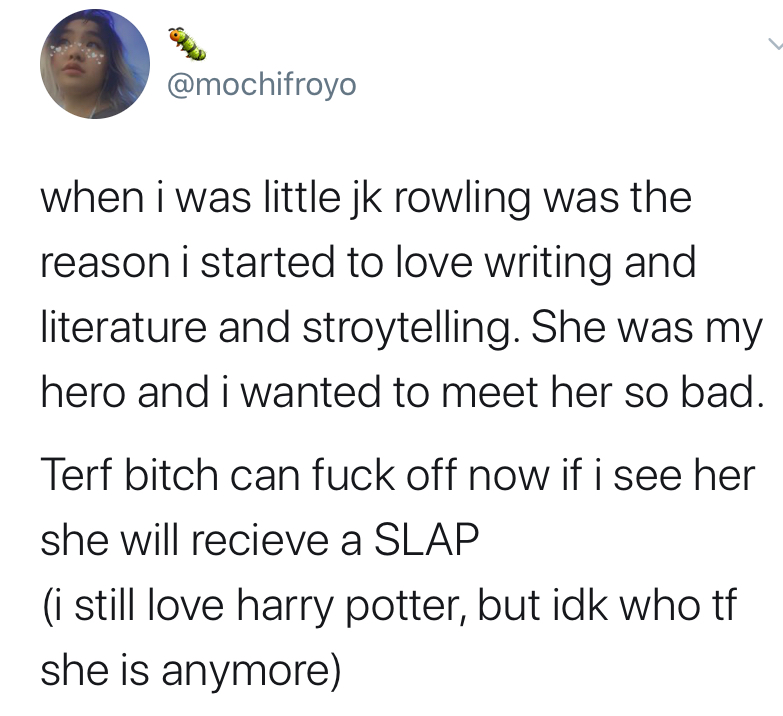 @mochifroyo
when i was little jk rowling was the
reason i started to love writing and
literature and stroytelling. She was my
hero and i wanted to meet her so bad.
Terf bitch can fuck off now if i see her
she will recieve a SLAP
(i still love harry potter, but idk who tf
she is anymore)